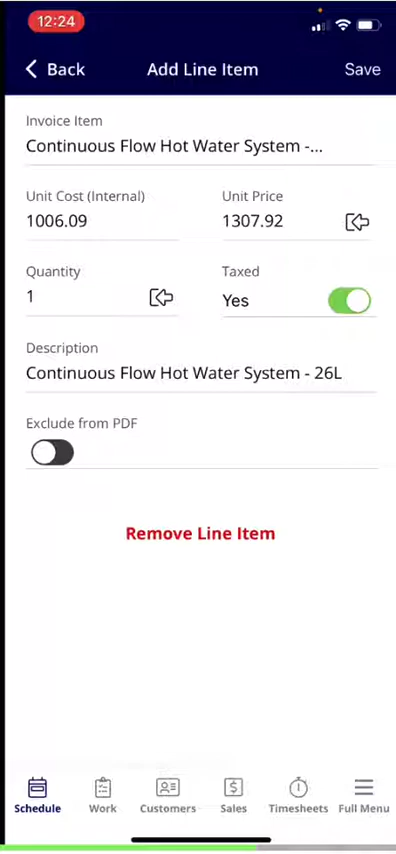 12:24
Back Add Line Item Save
Invoice Item
Continuous Flow Hot Water System -...
Unit Cost (Internal) Unit Price
1006.09 1307.92
Quantity Taxed
1 Yes
Description
Continuous Flow Hot Water System - 26L
Exclude from PDF
Remove Line Item
Schedule Work Customers Sales Timesheets Full Menu